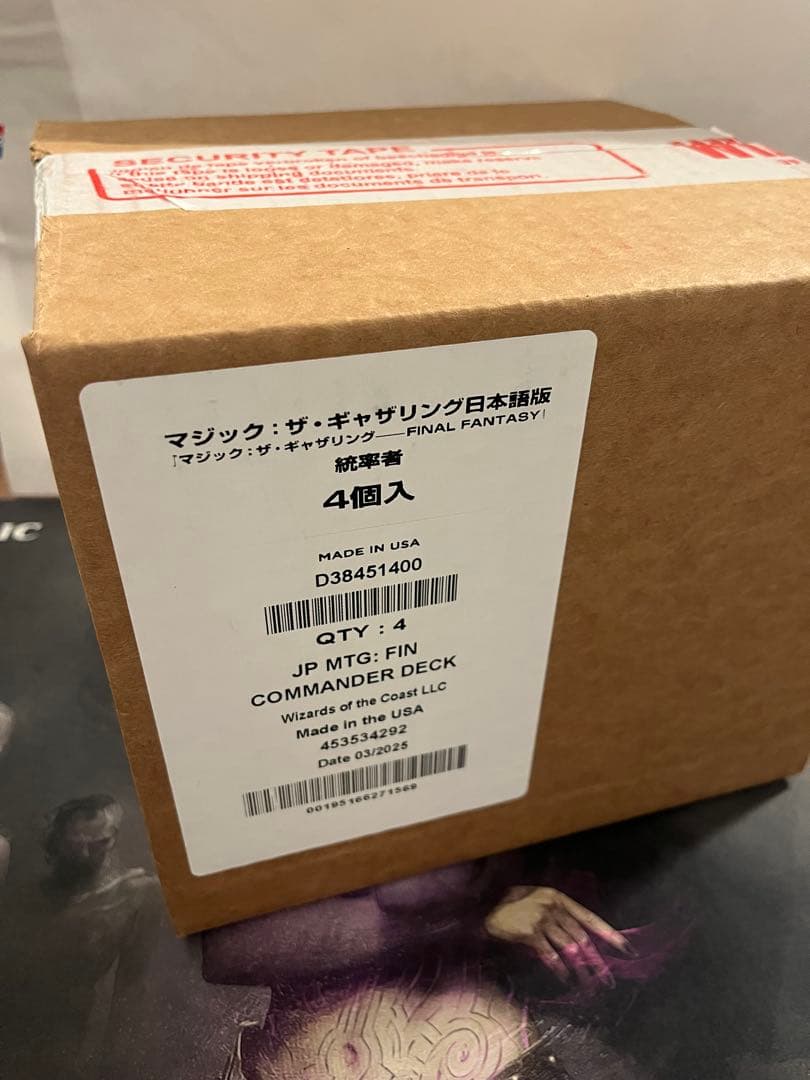 SECURITY TAPE
マジック：ザ・ギャザリング日本語版
『マジック：ザ・ギャザリング——FINAL FANTASY』
統率者
4個入
MADE IN USA
D38451400
QTY : 4
JP MTG: FIN
COMMANDER DECK
Wizards of the Coast LLC
Made in the USA
453534292
Date 03/2025
00195166271569
IC